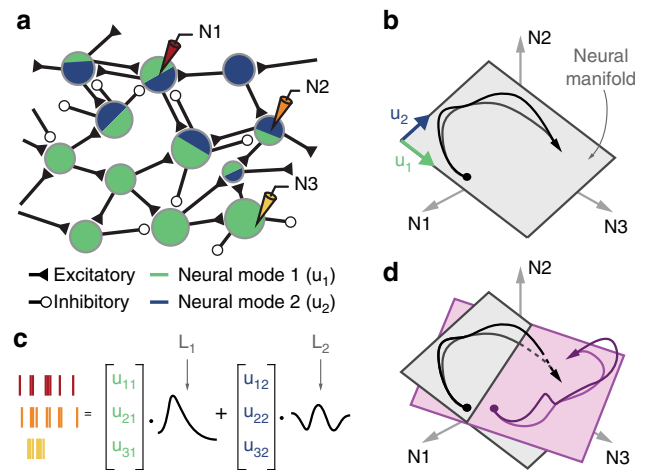 a
N1
N2
N3
Excitatory
Neural mode 1 (u₁)
Inhibitory
Neural mode 2 (u₂)
b
N2
Neural
manifold
u₂
u₁
N1
N3
c
L₁
L₂
u₁₁
u₁₂
= u₂₁ · + u₂₂ ·
u₃₁
u₃₂
d
N2
N1
N3